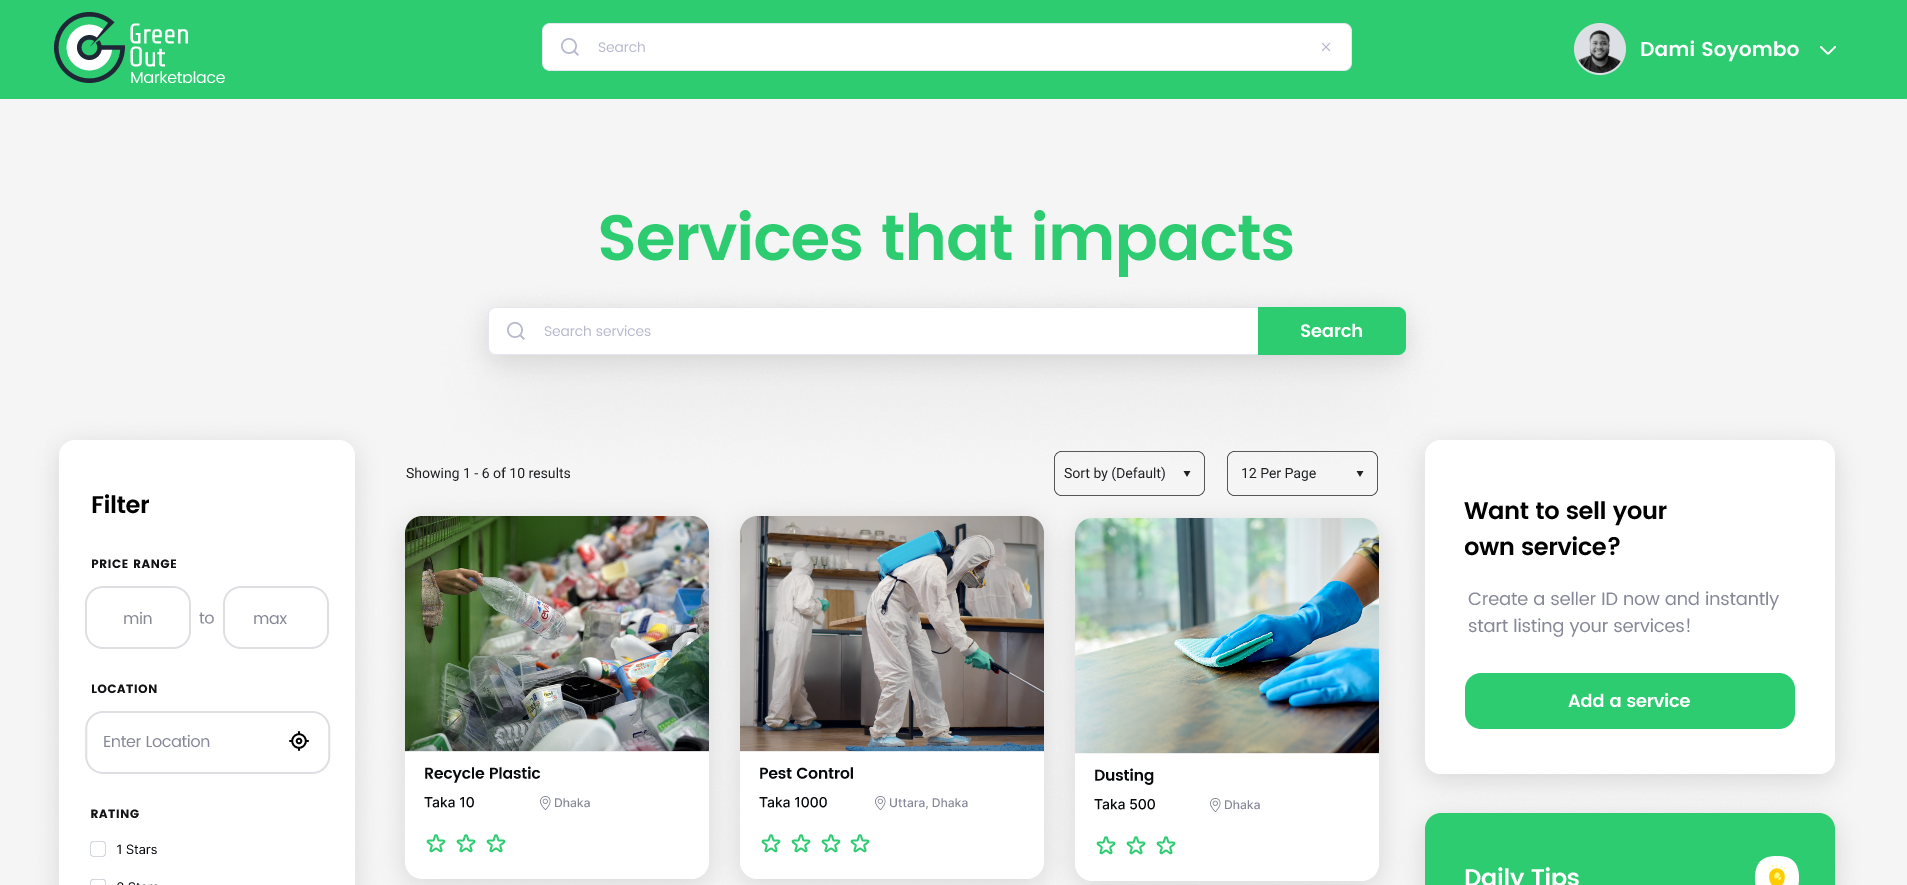 Green
Out
Marketplace
Search
Dami Soyombo
Services that impacts
Search services
Search
Filter
PRICE RANGE
min to max
LOCATION
Enter Location
RATING
1 Stars
Showing 1 - 6 of 10 results
Sort by (Default)
12 Per Page
Recycle Plastic
Taka 10
Dhaka
Pest Control
Taka 1000
Uttara, Dhaka
Dusting
Taka 500
Dhaka
Want to sell your
own service?
Create a seller ID now and instantly
start listing your services!
Add a service
Daily Tips